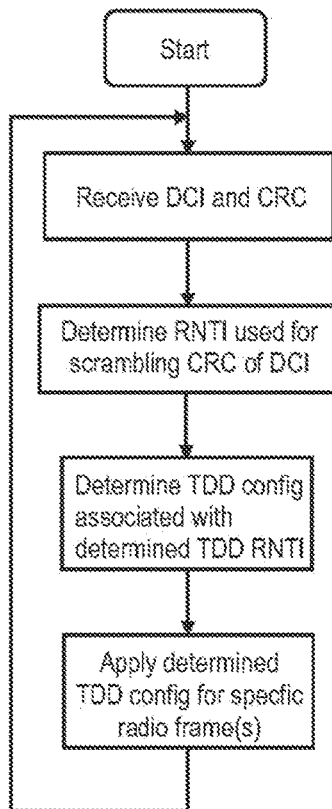 Start
Receive DCI and CRC
Determine RNTI used for
scrambling CRC of DCI
Determine TDD config
associated with
determined TDD RNTI
Apply determined
TDD config for specfic
radio frame(s)